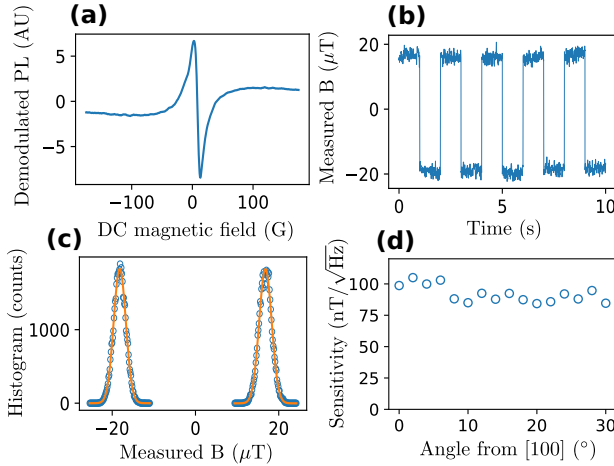 (a)
Demodulated PL (AU)
5
0
−5
−100
0
100
DC magnetic field (G)
(b)
Measured B (μT)
20
0
−20
0
5
10
Time (s)
(c)
Histogram (counts)
1000
0
−20
0
20
Measured B (μT)
(d)
Sensitivity (nT/√Hz)
100
75
50
25
0
0
10
20
30
Angle from [100] (°)